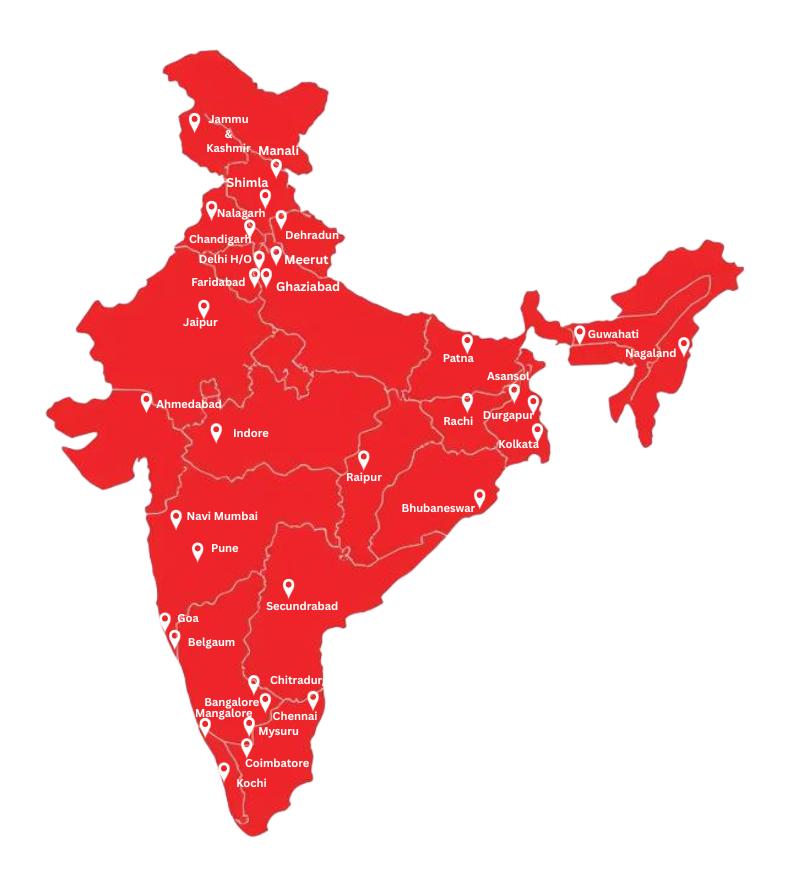 Jammu
&
Kashmir
Manali
Shimla
Nalagarh
Chandigarh
Dehradun
Delhi H/O
Meerut
Faridabad
Ghaziabad
Jaipur
Guwahati
Nagaland
Patna
Asansol
Ahmedabad
Rachi
Durgapur
Indore
Kolkata
Raipur
Bhubaneswar
Navi Mumbai
Pune
Secundrabad
Goa
Belgaum
Chitradur
Bangalore
Mangalore
Chennai
Mysuru
Coimbatore
Kochi